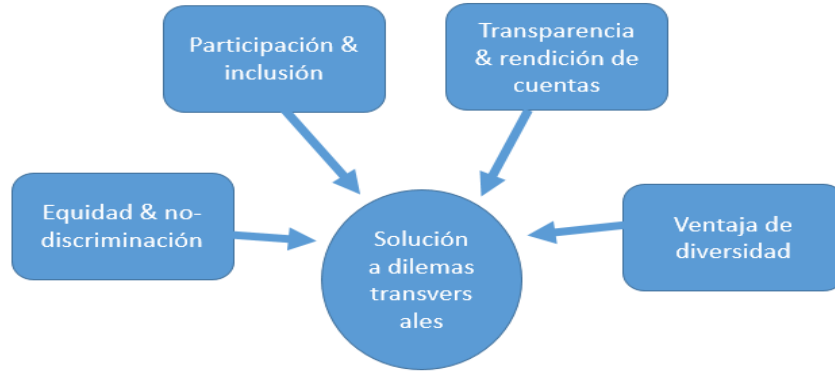 Participación &
inclusión
Transparencia
& rendición de
cuentas
Equidad & no-
discriminación
Solución
a dilemas
transvers
ales
Ventaja de
diversidad